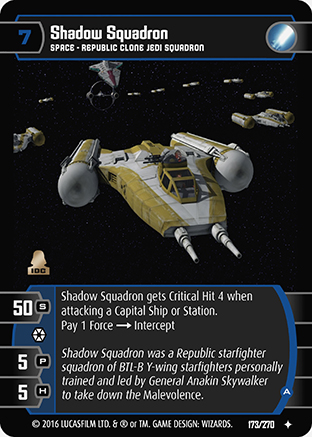 7
Shadow Squadron
SPACE - REPUBLIC CLONE JEDI SQUADRON
IDC
50 S
Shadow Squadron gets Critical Hit 4 when
attacking a Capital Ship or Station.
Pay 1 Force → Intercept
5 P
Shadow Squadron was a Republic starfighter
squadron of BTL-B Y-wing starfighters personally
trained and led by General Anakin Skywalker
5 H
to take down the Malevolence.
A
© 2016 LUCASFILM LTD. & ® or TM. GAME DESIGN: WIZARDS.
173/270